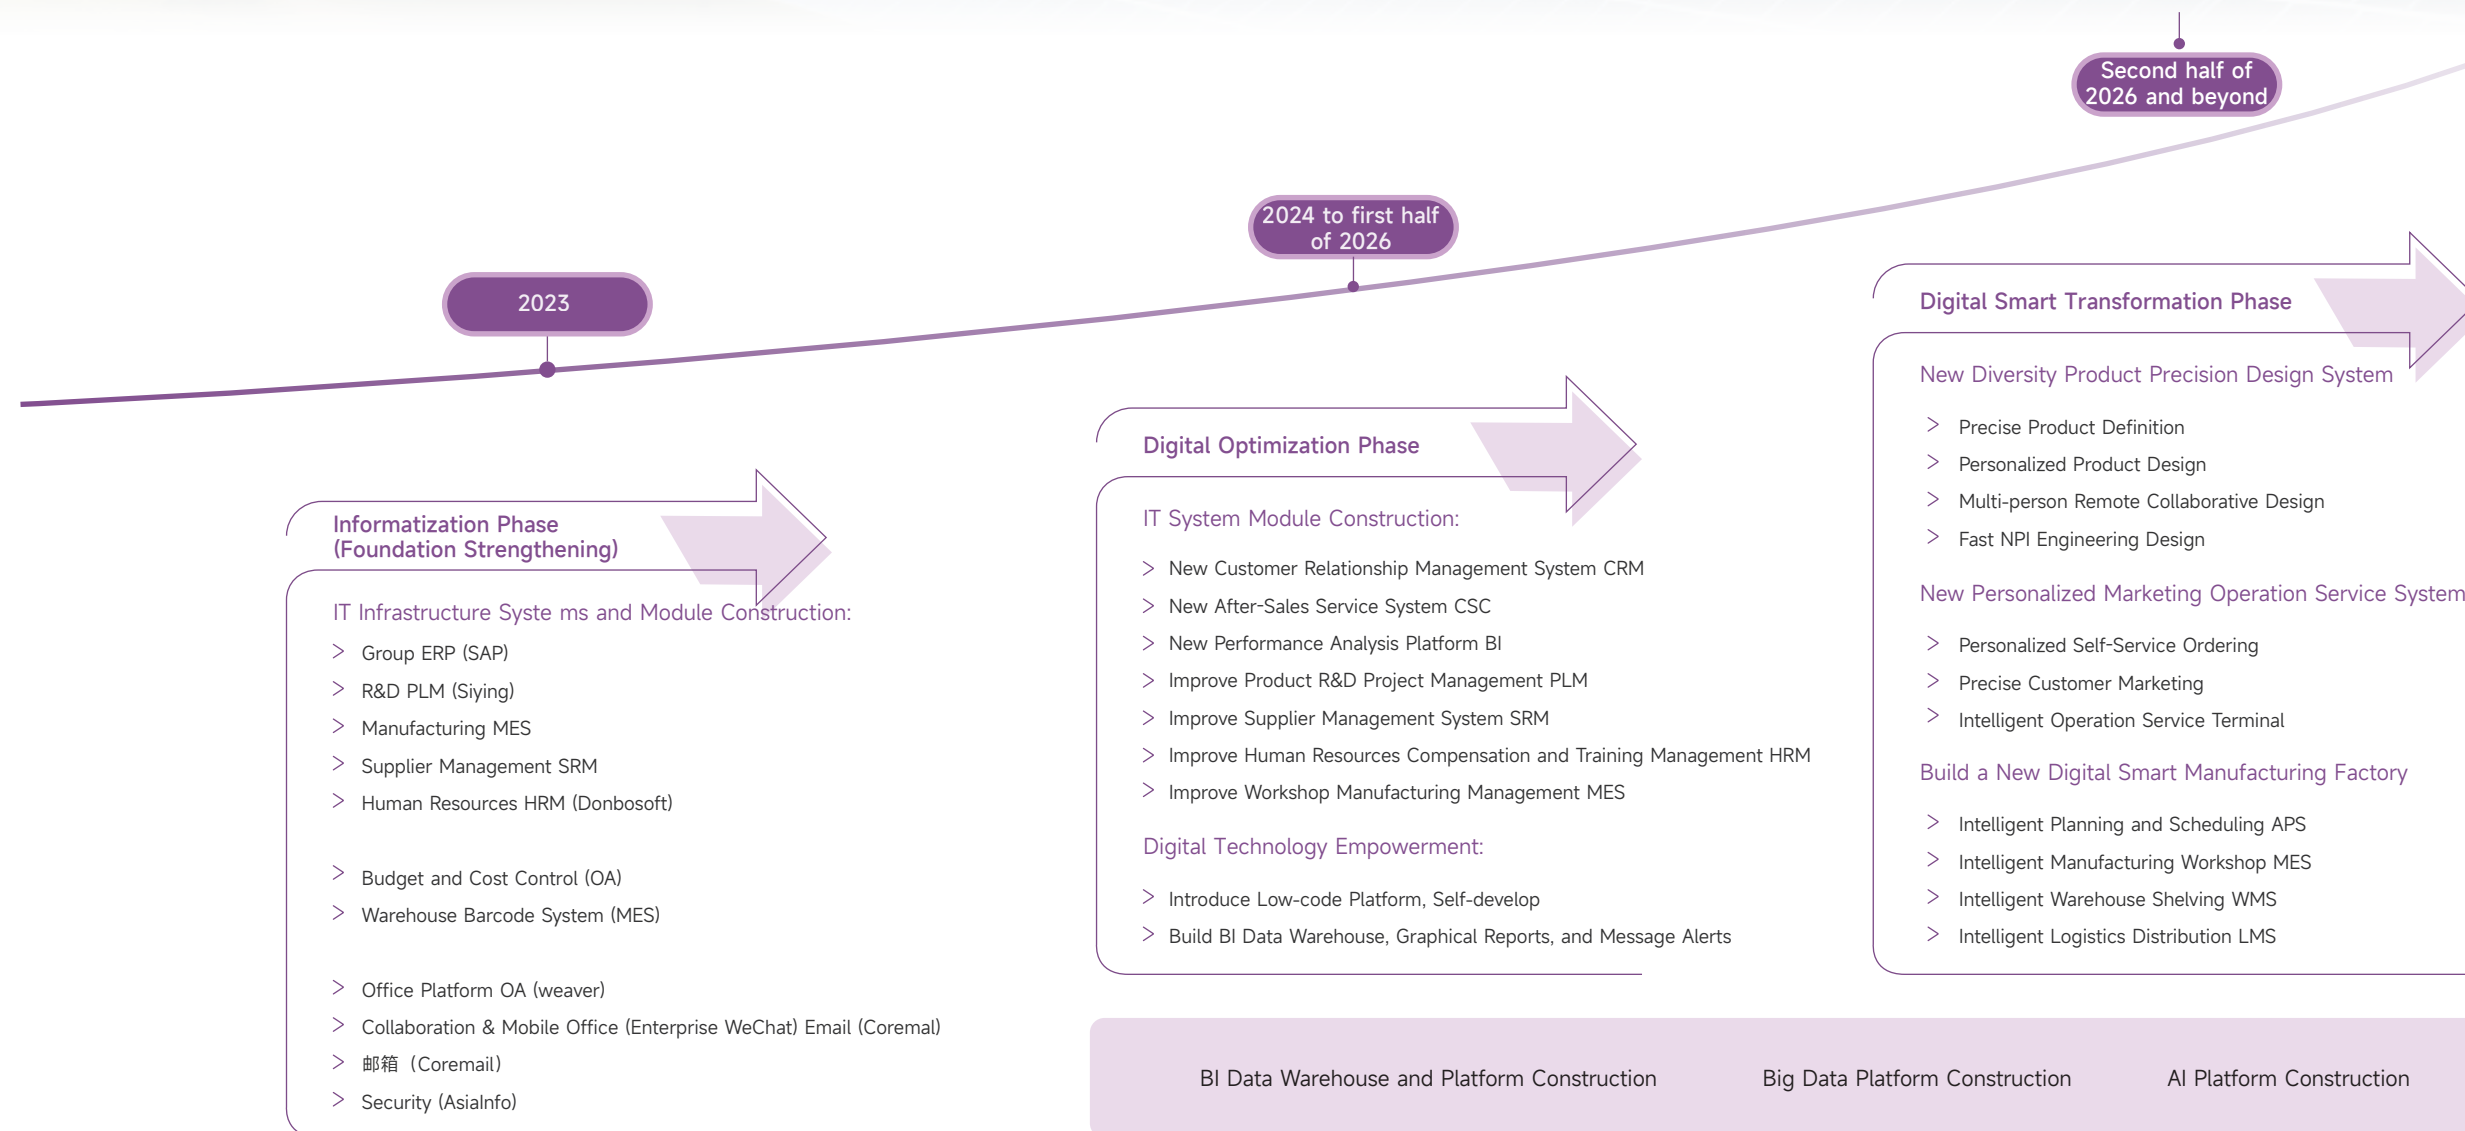 2023
Informatization Phase
(Foundation Strengthening)
IT Infrastructure Syste ms and Module Construction:
Group ERP (SAP)
R&D PLM (Siying)
Manufacturing MES
Supplier Management SRM
Human Resources HRM (Donbosoft)
Budget and Cost Control (OA)
Warehouse Barcode System (MES)
Office Platform OA (weaver)
Collaboration & Mobile Office (Enterprise WeChat) Email (Coremal)
邮箱（Coremail）
Security (AsiaInfo)
2024 to first half
of 2026
Digital Optimization Phase
IT System Module Construction:
New Customer Relationship Management System CRM
New After-Sales Service System CSC
New Performance Analysis Platform BI
Improve Product R&D Project Management PLM
Improve Supplier Management System SRM
Improve Human Resources Compensation and Training Management HRM
Improve Workshop Manufacturing Management MES
Digital Technology Empowerment:
Introduce Low-code Platform, Self-develop
Build BI Data Warehouse, Graphical Reports, and Message Alerts
Second half of
2026 and beyond
Digital Smart Transformation Phase
New Diversity Product Precision Design System
Precise Product Definition
Personalized Product Design
Multi-person Remote Collaborative Design
Fast NPI Engineering Design
New Personalized Marketing Operation Service System
Personalized Self-Service Ordering
Precise Customer Marketing
Intelligent Operation Service Terminal
Build a New Digital Smart Manufacturing Factory
Intelligent Planning and Scheduling APS
Intelligent Manufacturing Workshop MES
Intelligent Warehouse Shelving WMS
Intelligent Logistics Distribution LMS
BI Data Warehouse and Platform Construction
Big Data Platform Construction
AI Platform Construction